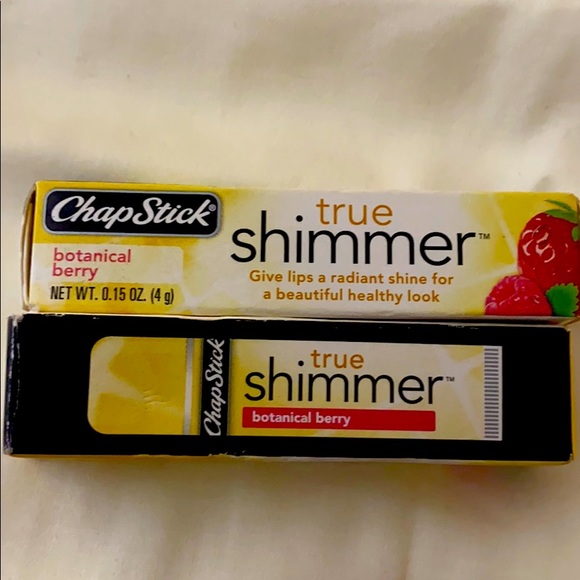 ChapStick®
true
shimmer™
botanical
berry
Give lips a radiant shine for
a beautiful healthy look
NET WT. 0.15 OZ. (4 g)
ChapStick
true
shimmer™
botanical berry